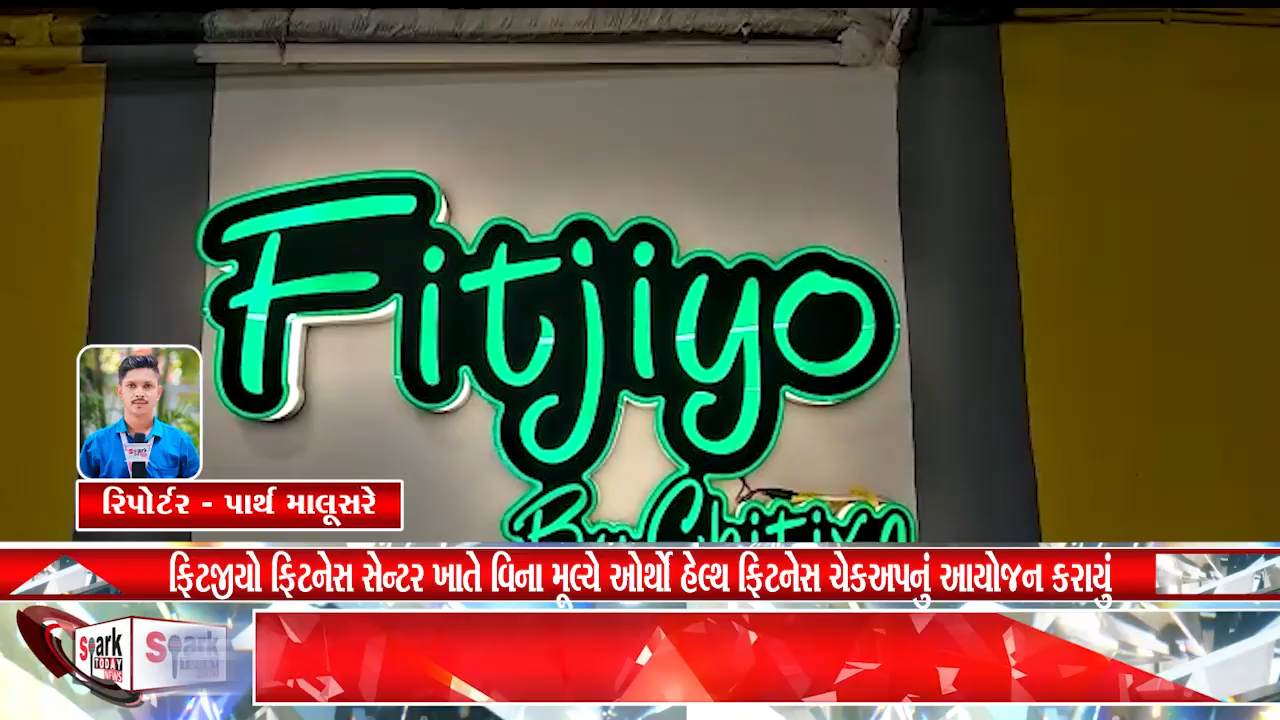 Fitjiyo
રિપોર્ટર - પાર્થ માલૂસરે
ફિટજીયો ફિટનેસ સેન્ટર ખાતે વિના મૂલ્યે ઓર્થો હેલ્થ ફિટનેસ ચેકઅપનું આયોજન કરાયું
Spark
TODAY
NEWS